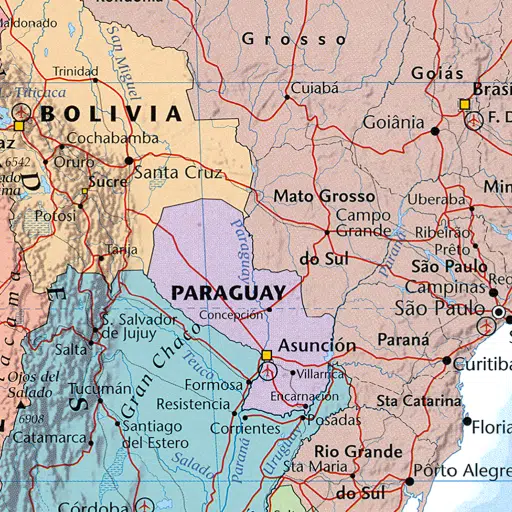 Rondônia
Maldonado
Grosso
San Miguel
Trinidad
Goiás
Titicaca
Cuiabá
Brasí
BOLIVIA
F. D
Goiânia
az
Cochabamba
6542
Oruro
Santa Cruz
Sucre
Mato Grosso
Min
Uberaba
Potosí
Campo
Grande
Paraguay
Paraná
Ribeirão
Prêto
Tarija
do Sul
São Paulo
Campinas
PARAGUAY
São Paulo
Concepción
S. Salvador
de Jujuy
Gran Chaco
Asunción
Paraná
Salta
Teuco
Curitiba
Ojos del
Salado
6908
Villarrica
Formosa
Tucumán
Encarnación
Sta Catarina
Resistencia
Santiago
del Estero
Corrientes
Posadas
Floria
Catamarca
Uruguay
Rio Grande
Salado
Paraná
Sta Maria
Pôrto Alegre
do Súl
Córdoba